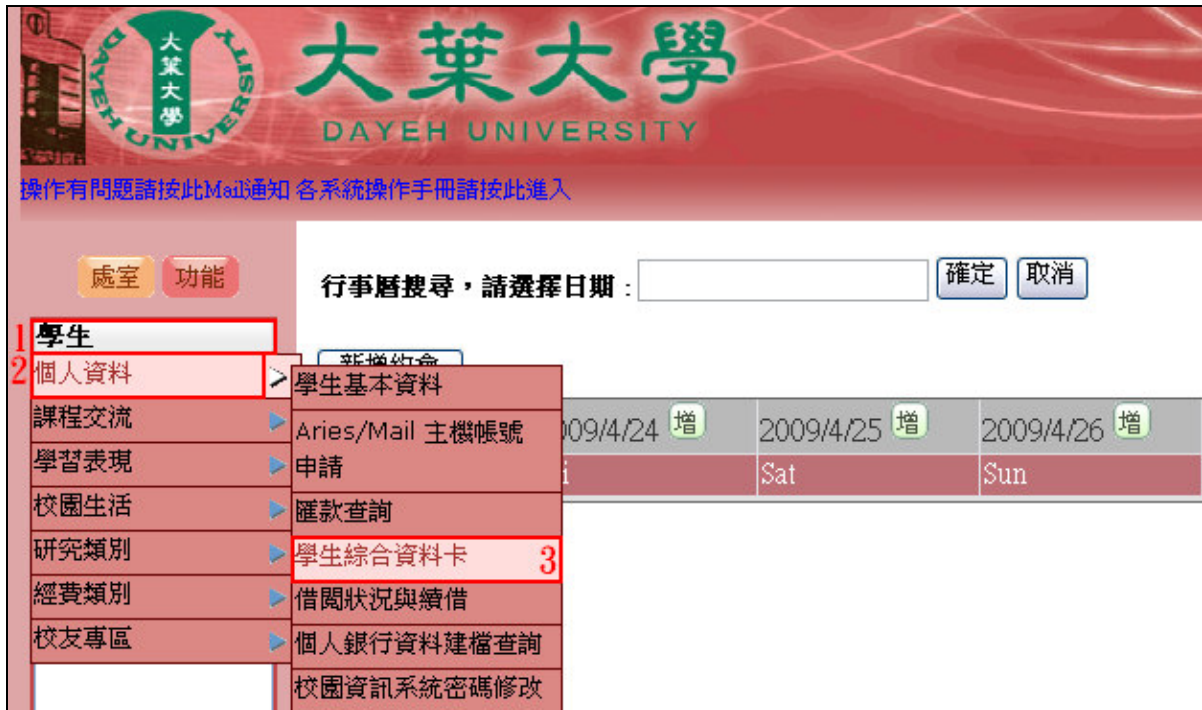 大葉大學
DAYEH UNIVERSITY
大葉大學
DAYEH UNIVERSITY
操作有問題請按此Mail通知 各系統操作手冊請按此進入
處室 功能
行事曆搜尋，請選擇日期 : 確定 取消
1 學生
新增約會
2 個人資料 >
學生基本資料
課程交流
Aries/Mail 主機帳號
申請
009/4/24 增 2009/4/25 增 2009/4/26 增
學習表現
i Sat Sun
校園生活
匯款查詢
研究類別
學生綜合資料卡 3
經費類別
借閱狀況與續借
校友專區
個人銀行資料建檔查詢
校園資訊系統密碼修改